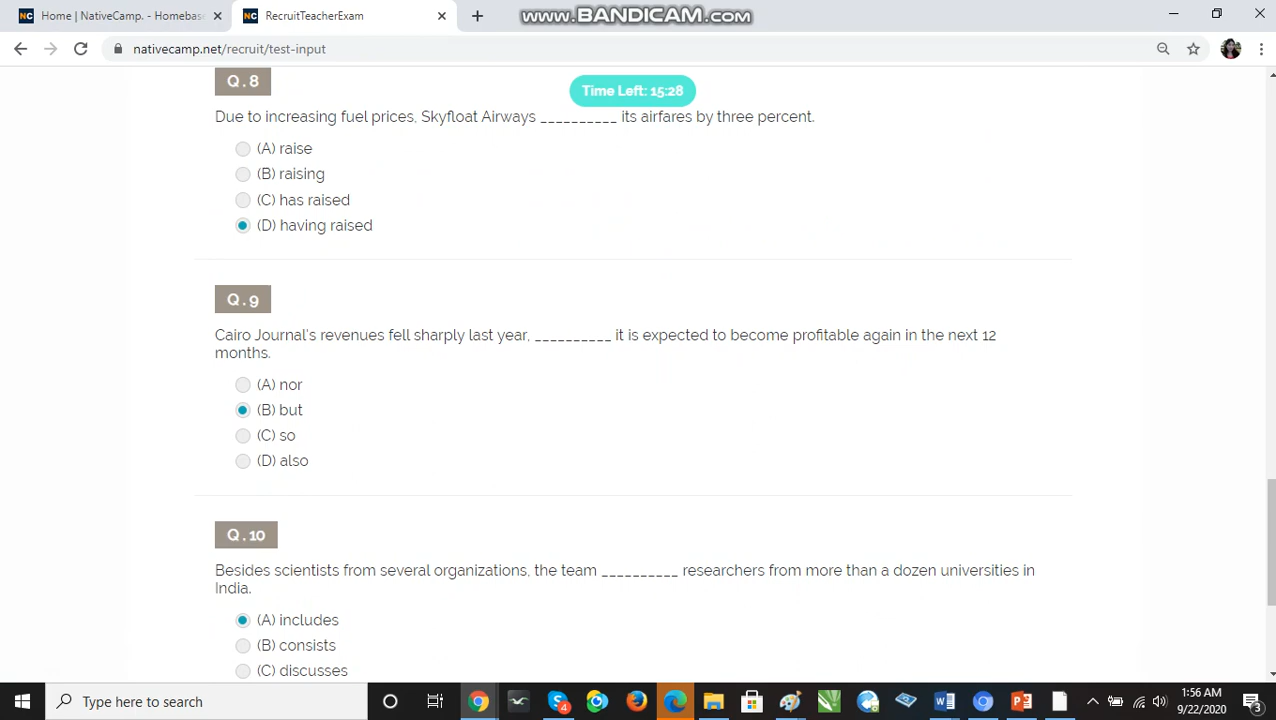 Home | NativeCamp. - Homebase
RecruitTeacherExam
www.BANDICAM.com
nativecamp.net/recruit/test-input
Q.8
Time Left: 15:28
Due to increasing fuel prices, Skyfloat Airways __________ its airfares by three percent.
(A) raise
(B) raising
(C) has raised
(D) having raised
Q.9
Cairo Journal's revenues fell sharply last year, __________ it is expected to become profitable again in the next 12
months.
(A) nor
(B) but
(C) so
(D) also
Q.10
Besides scientists from several organizations, the team __________ researchers from more than a dozen universities in
India.
(A) includes
(B) consists
(C) discusses
Type here to search
1:56 AM
9/22/2020